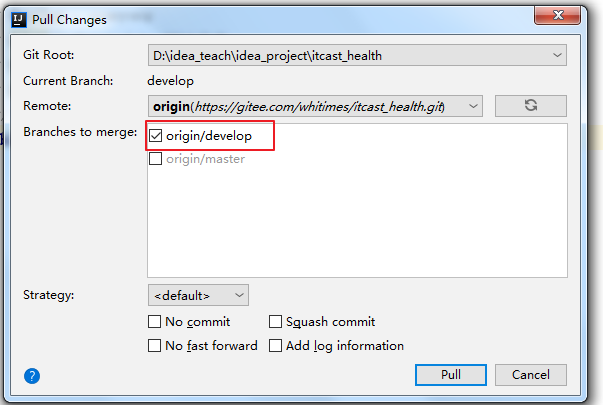 Pull Changes
Git Root: D:\idea_teach\idea_project\itcast_health
Current Branch: develop
Remote: origin(https://gitee.com/whitimes/itcast_health.git)
Branches to merge: origin/develop
origin/master
Strategy: <default>
No commit Squash commit
No fast forward Add log information
? Pull Cancel